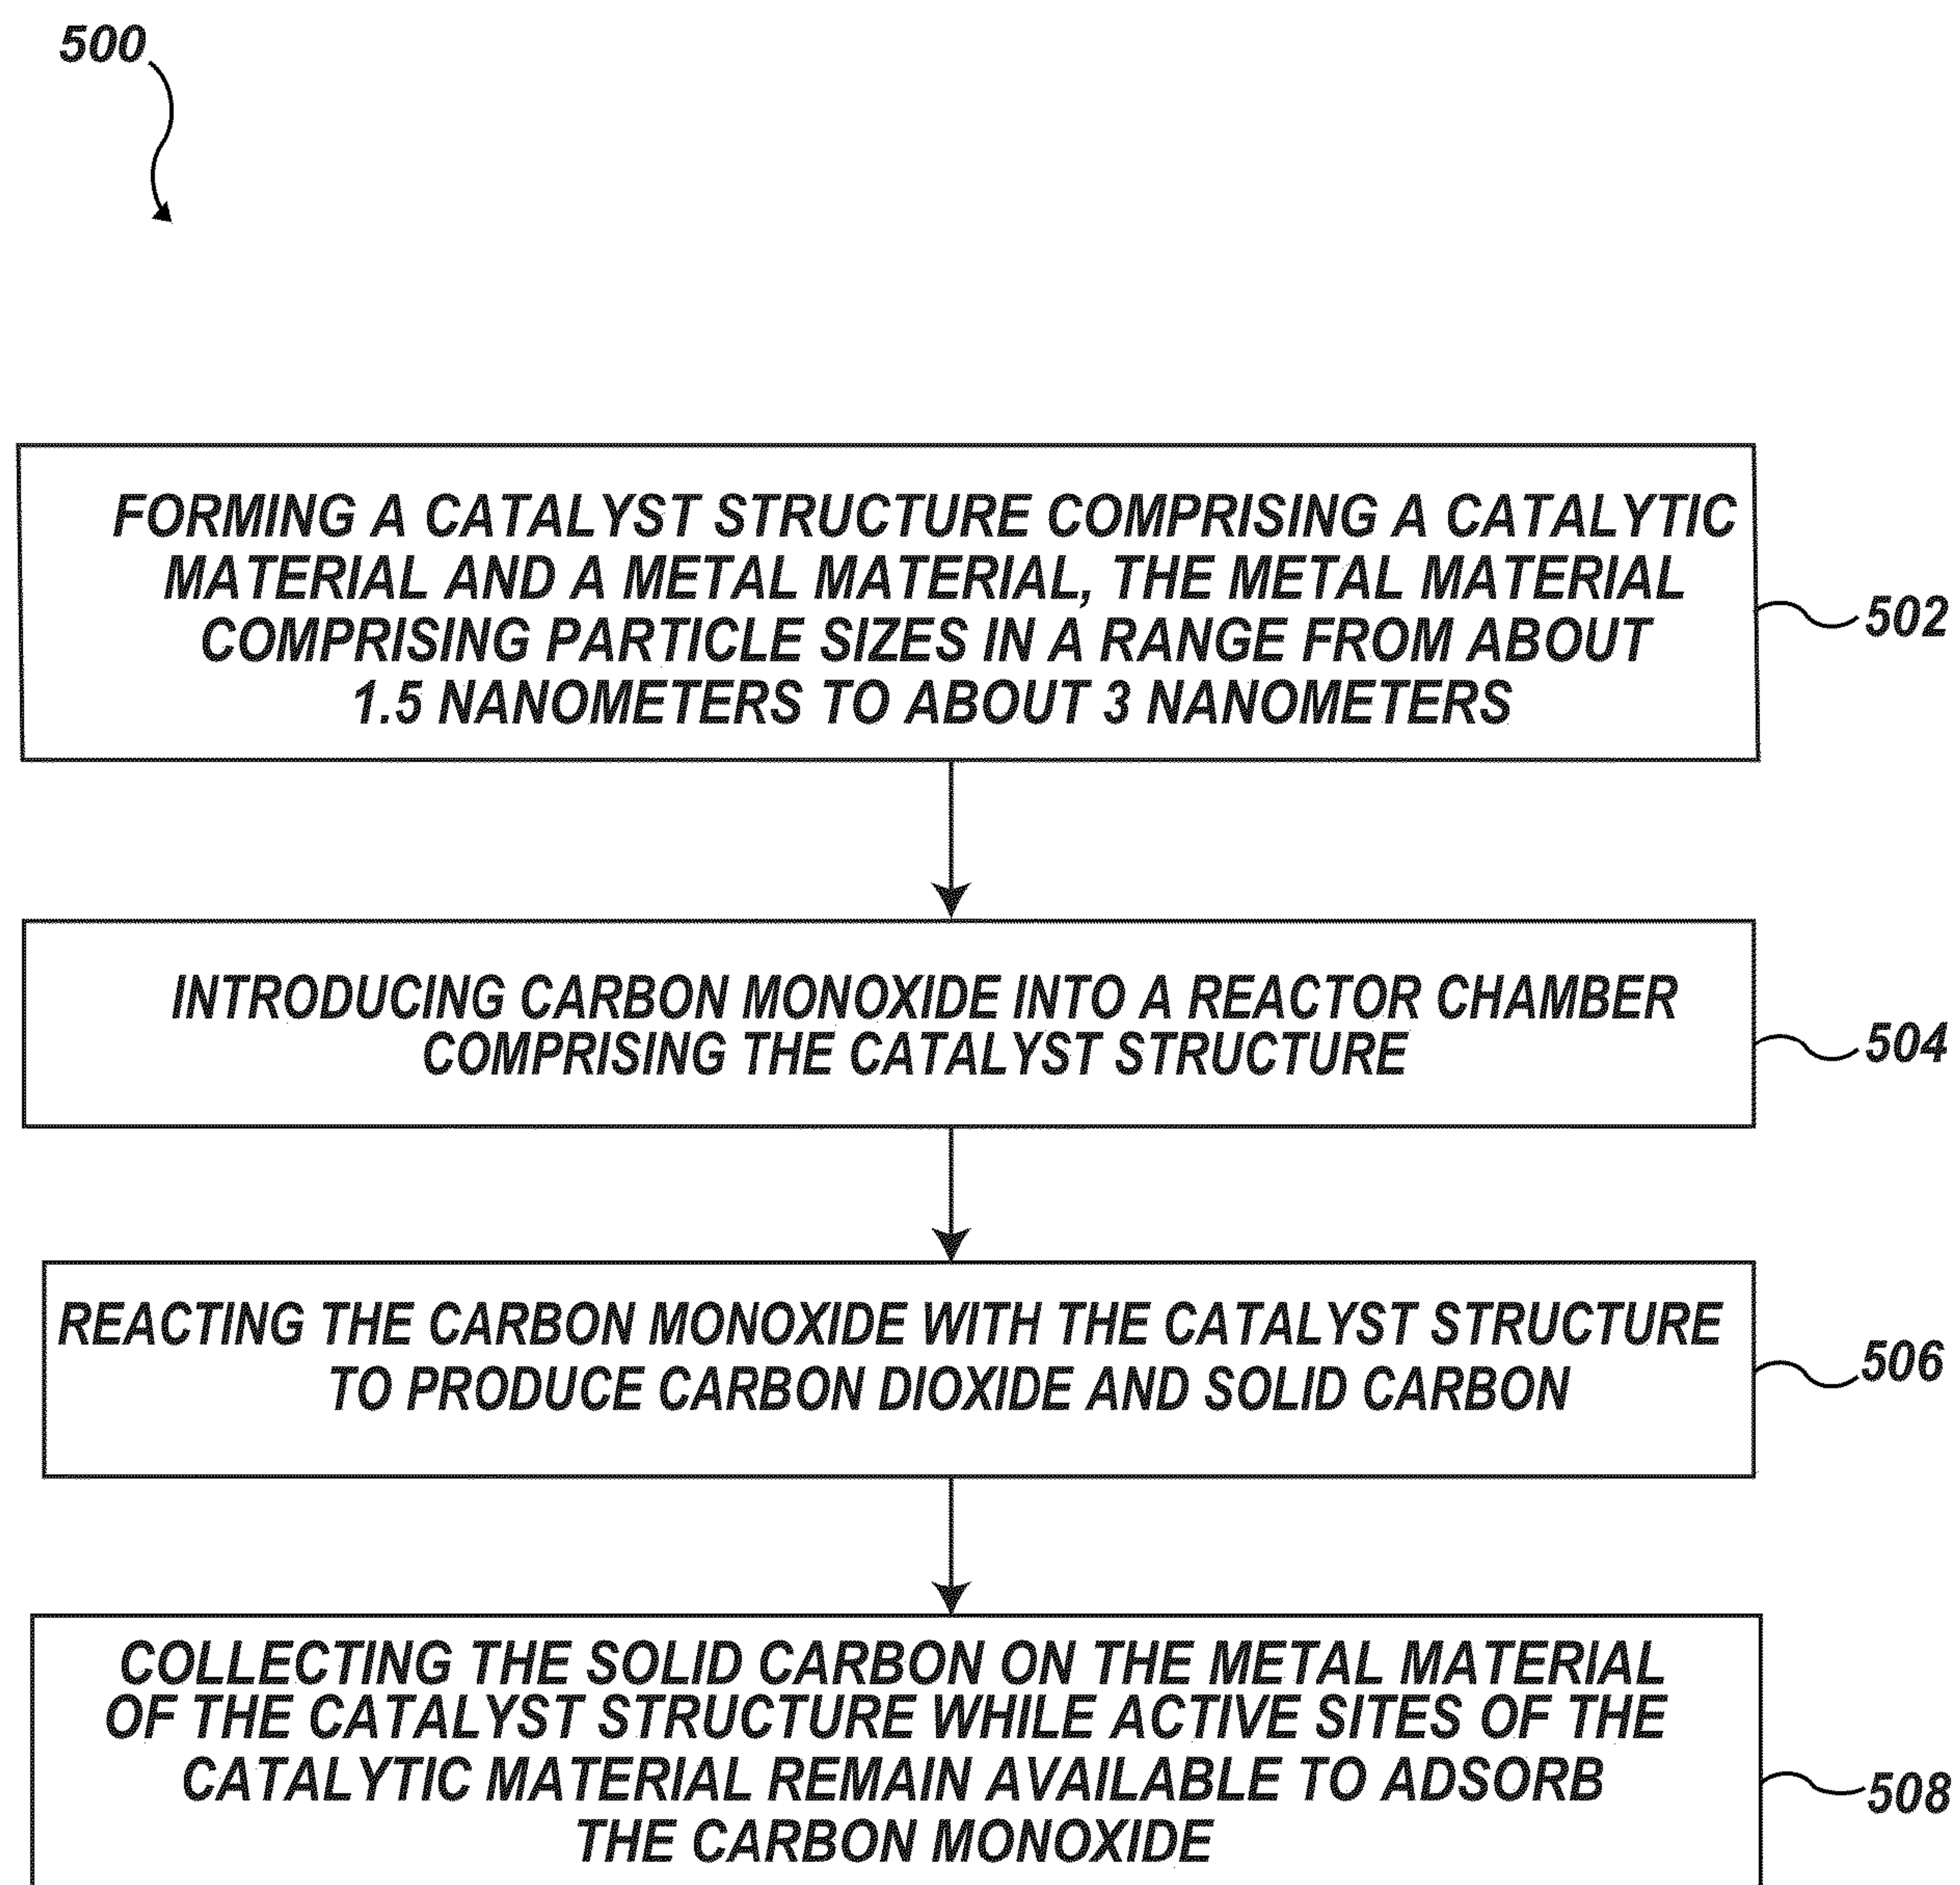 500
FORMING A CATALYST STRUCTURE COMPRISING A CATALYTIC
MATERIAL AND A METAL MATERIAL, THE METAL MATERIAL
COMPRISING PARTICLE SIZES IN A RANGE FROM ABOUT
1.5 NANOMETERS TO ABOUT 3 NANOMETERS
502
INTRODUCING CARBON MONOXIDE INTO A REACTOR CHAMBER
COMPRISING THE CATALYST STRUCTURE
504
REACTING THE CARBON MONOXIDE WITH THE CATALYST STRUCTURE
TO PRODUCE CARBON DIOXIDE AND SOLID CARBON
506
COLLECTING THE SOLID CARBON ON THE METAL MATERIAL
OF THE CATALYST STRUCTURE WHILE ACTIVE SITES OF THE
CATALYTIC MATERIAL REMAIN AVAILABLE TO ADSORB
THE CARBON MONOXIDE
508